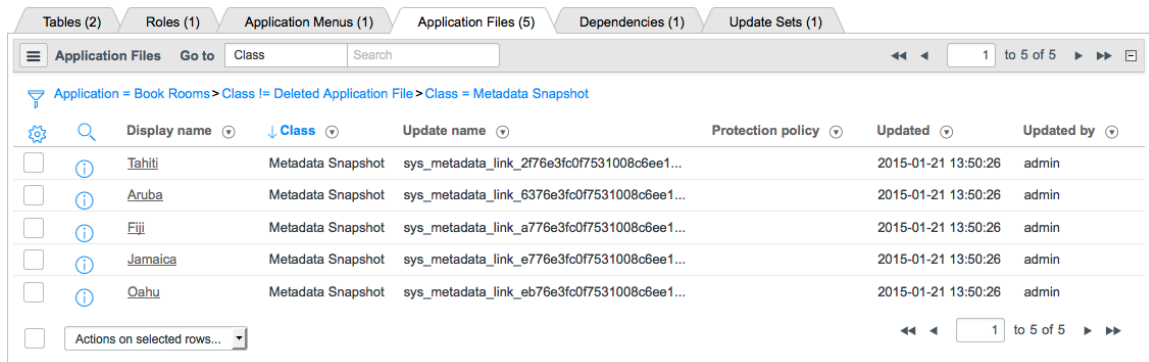 Tables (2) Roles (1) Application Menus (1) Application Files (5) Dependencies (1) Update Sets (1)
Application Files Go to Class Search 1 to 5 of 5
Application = Book Rooms > Class != Deleted Application File > Class = Metadata Snapshot
Display name Class Update name Protection policy Updated Updated by
Tahiti Metadata Snapshot sys_metadata_link_2f76e3fc0f7531008c6ee1... 2015-01-21 13:50:26 admin
Aruba Metadata Snapshot sys_metadata_link_6376e3fc0f7531008c6ee1... 2015-01-21 13:50:26 admin
Fiji Metadata Snapshot sys_metadata_link_a776e3fc0f7531008c6ee1... 2015-01-21 13:50:26 admin
Jamaica Metadata Snapshot sys_metadata_link_e776e3fc0f7531008c6ee1... 2015-01-21 13:50:26 admin
Oahu Metadata Snapshot sys_metadata_link_eb76e3fc0f7531008c6ee1... 2015-01-21 13:50:26 admin
Actions on selected rows... 1 to 5 of 5